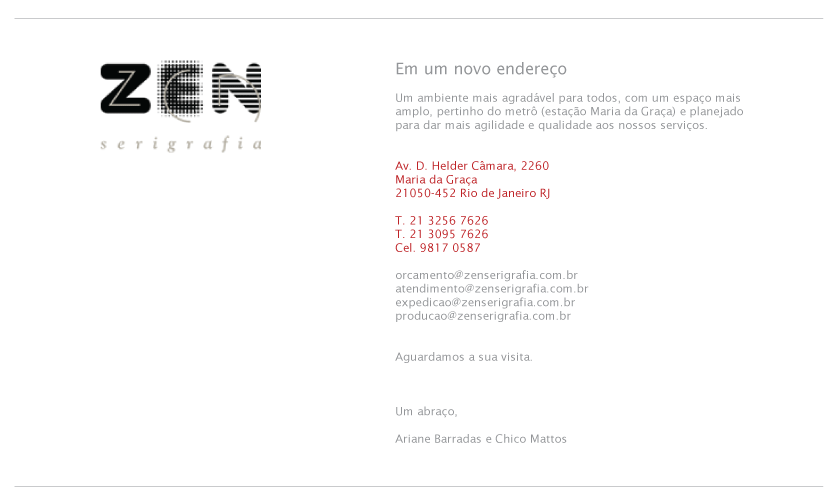 ZEN
serigrafia
Em um novo endereço
Um ambiente mais agradável para todos, com um espaço mais
amplo, pertinho do metrô (estação Maria da Graça) e planejado
para dar mais agilidade e qualidade aos nossos serviços.
Av. D. Helder Câmara, 2260
Maria da Graça
21050-452 Rio de Janeiro RJ
T. 21 3256 7626
T. 21 3095 7626
Cel. 9817 0587
orcamento@zenserigrafia.com.br
atendimento@zenserigrafia.com.br
expedicao@zenserigrafia.com.br
producao@zenserigrafia.com.br
Aguardamos a sua visita.
Um abraço,
Ariane Barradas e Chico Mattos